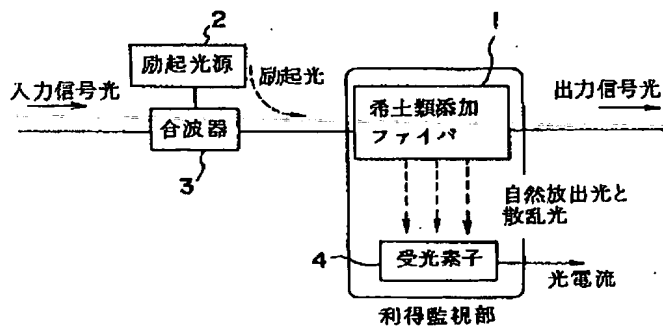 2
励起光源
励起光
入力信号光
合波器
3
1
希土類添加
ファイバ
出力信号光
自然放出光と
散乱光
4
受光素子
光電流
利得監視部